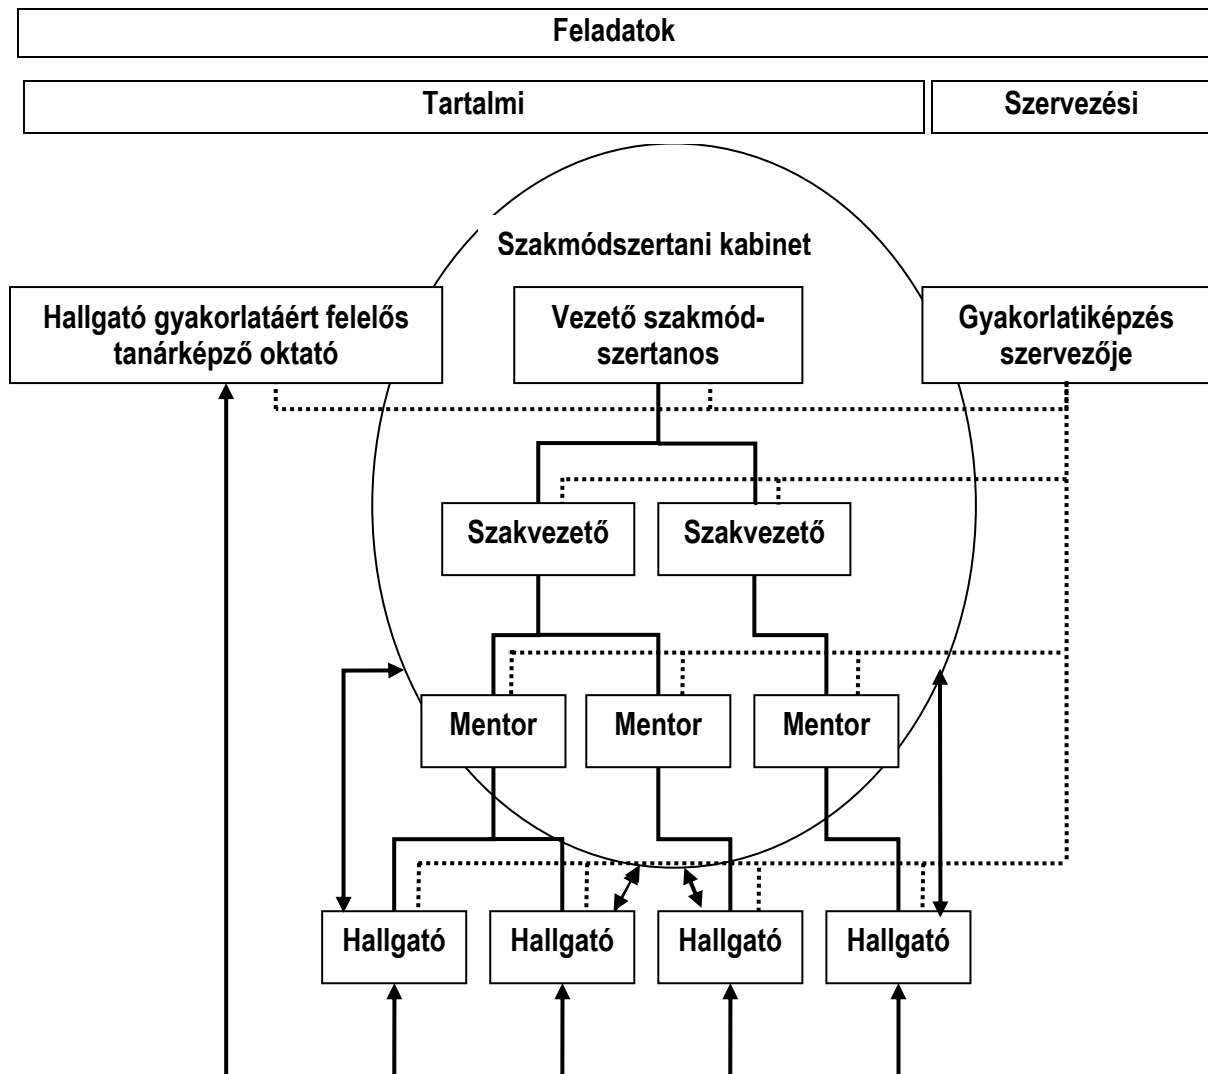 Feladatok
Tartalmi
Szervezési
Szakmódszertani kabinet
Hallgató gyakorlatáért felelős
tanárképző oktató
Vezető szakmód-
szertanos
Gyakorlatiképzés
szervezője
Szakvezető
Szakvezető
Mentor
Mentor
Mentor
Hallgató
Hallgató
Hallgató
Hallgató